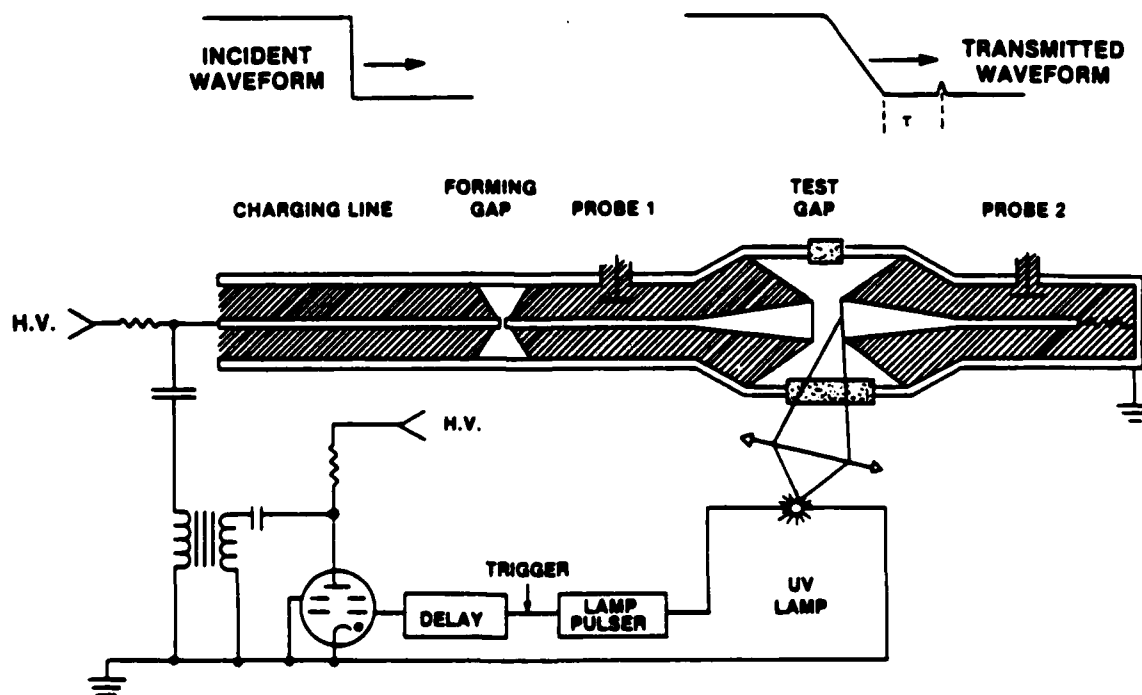 INCIDENT
WAVEFORM
TRANSMITTED
WAVEFORM
τ
CHARGING LINE
FORMING
GAP
PROBE 1
TEST
GAP
PROBE 2
H.V.
H.V.
TRIGGER
DELAY
LAMP
PULSER
UV
LAMP